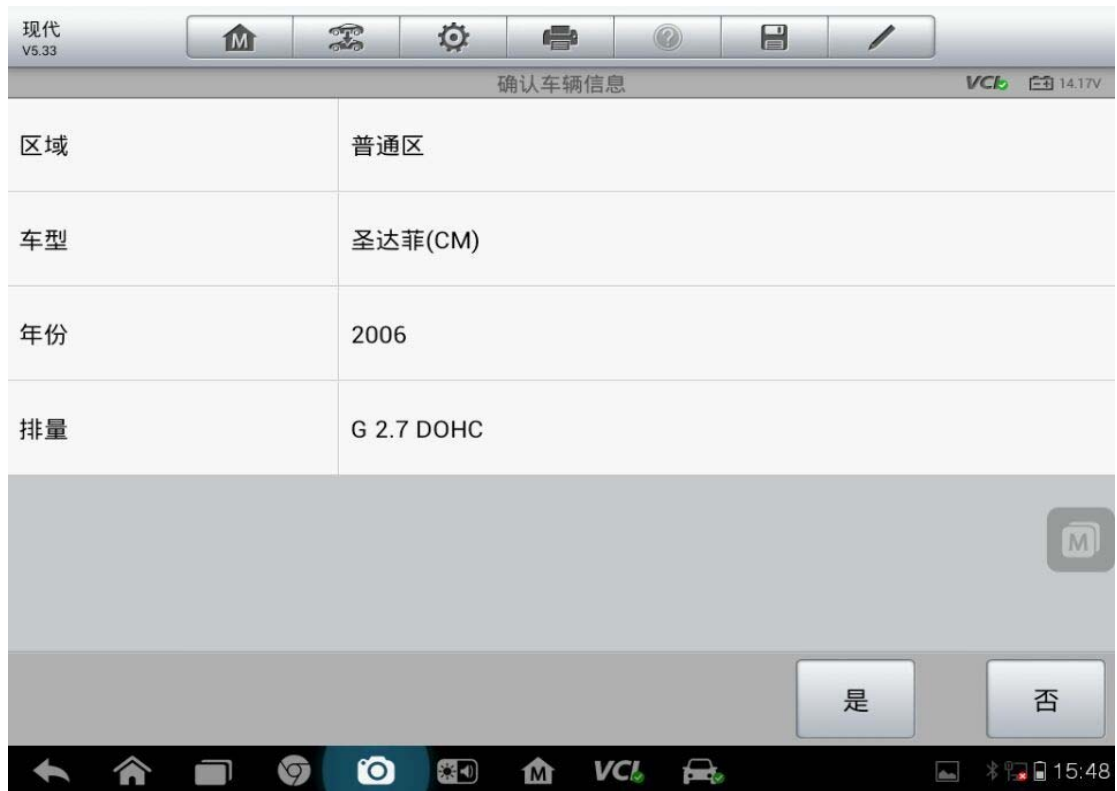 现代
V5.33
M
确认车辆信息
VCI
14.17V
区域
普通区
车型
圣达菲(CM)
年份
2006
排量
G 2.7 DOHC
M
是
否
M
VCI
15:48